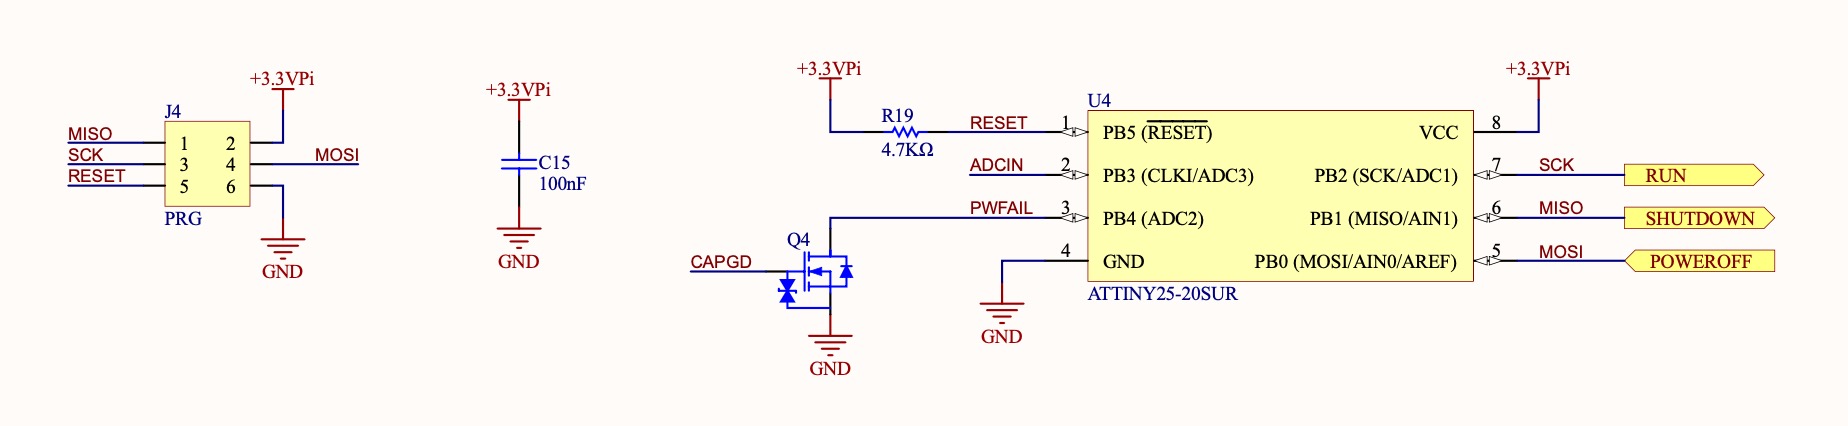 J4
MISO
SCK
RESET
1
3
5
2
4
6
PRG
+3.3VPi
MOSI
GND
+3.3VPi
C15
100nF
GND
+3.3VPi
R19
4.7KΩ
RESET
ADCIN
PWFAIL
CAPGD
Q4
GND
GND
U4
1
2
3
4
PB5 (RESET)
PB3 (CLKI/ADC3)
PB4 (ADC2)
GND
VCC
PB2 (SCK/ADC1)
PB1 (MISO/AIN1)
PB0 (MOSI/AIN0/AREF)
8
7
6
5
ATTINY25-20SUR
+3.3VPi
SCK
MISO
MOSI
RUN
SHUTDOWN
POWEROFF